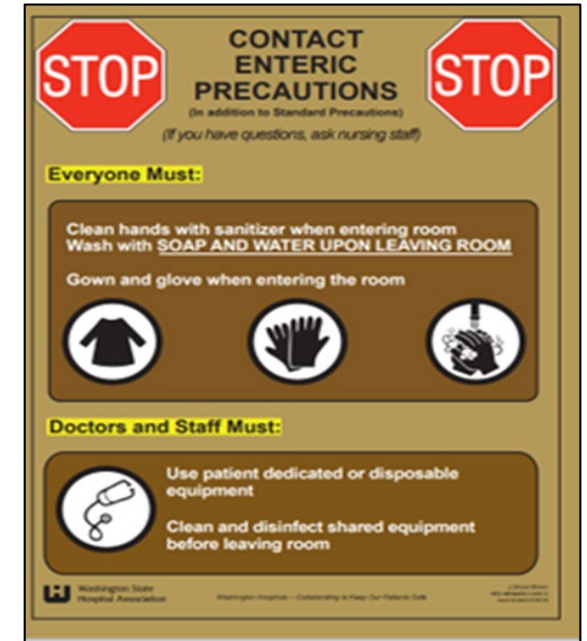 STOP
CONTACT
ENTERIC
PRECAUTIONS
STOP
(In addition to Standard Precautions)
(If you have questions, ask nursing staff)
Everyone Must:
Clean hands with sanitizer when entering room
Wash with SOAP AND WATER UPON LEAVING ROOM
Gown and glove when entering the room
Doctors and Staff Must:
Use patient dedicated or disposable
equipment
Clean and disinfect shared equipment
before leaving room
Washington State
Hospital Association
Washington Hospitals – Collaborating to Keep Our Patients Safe